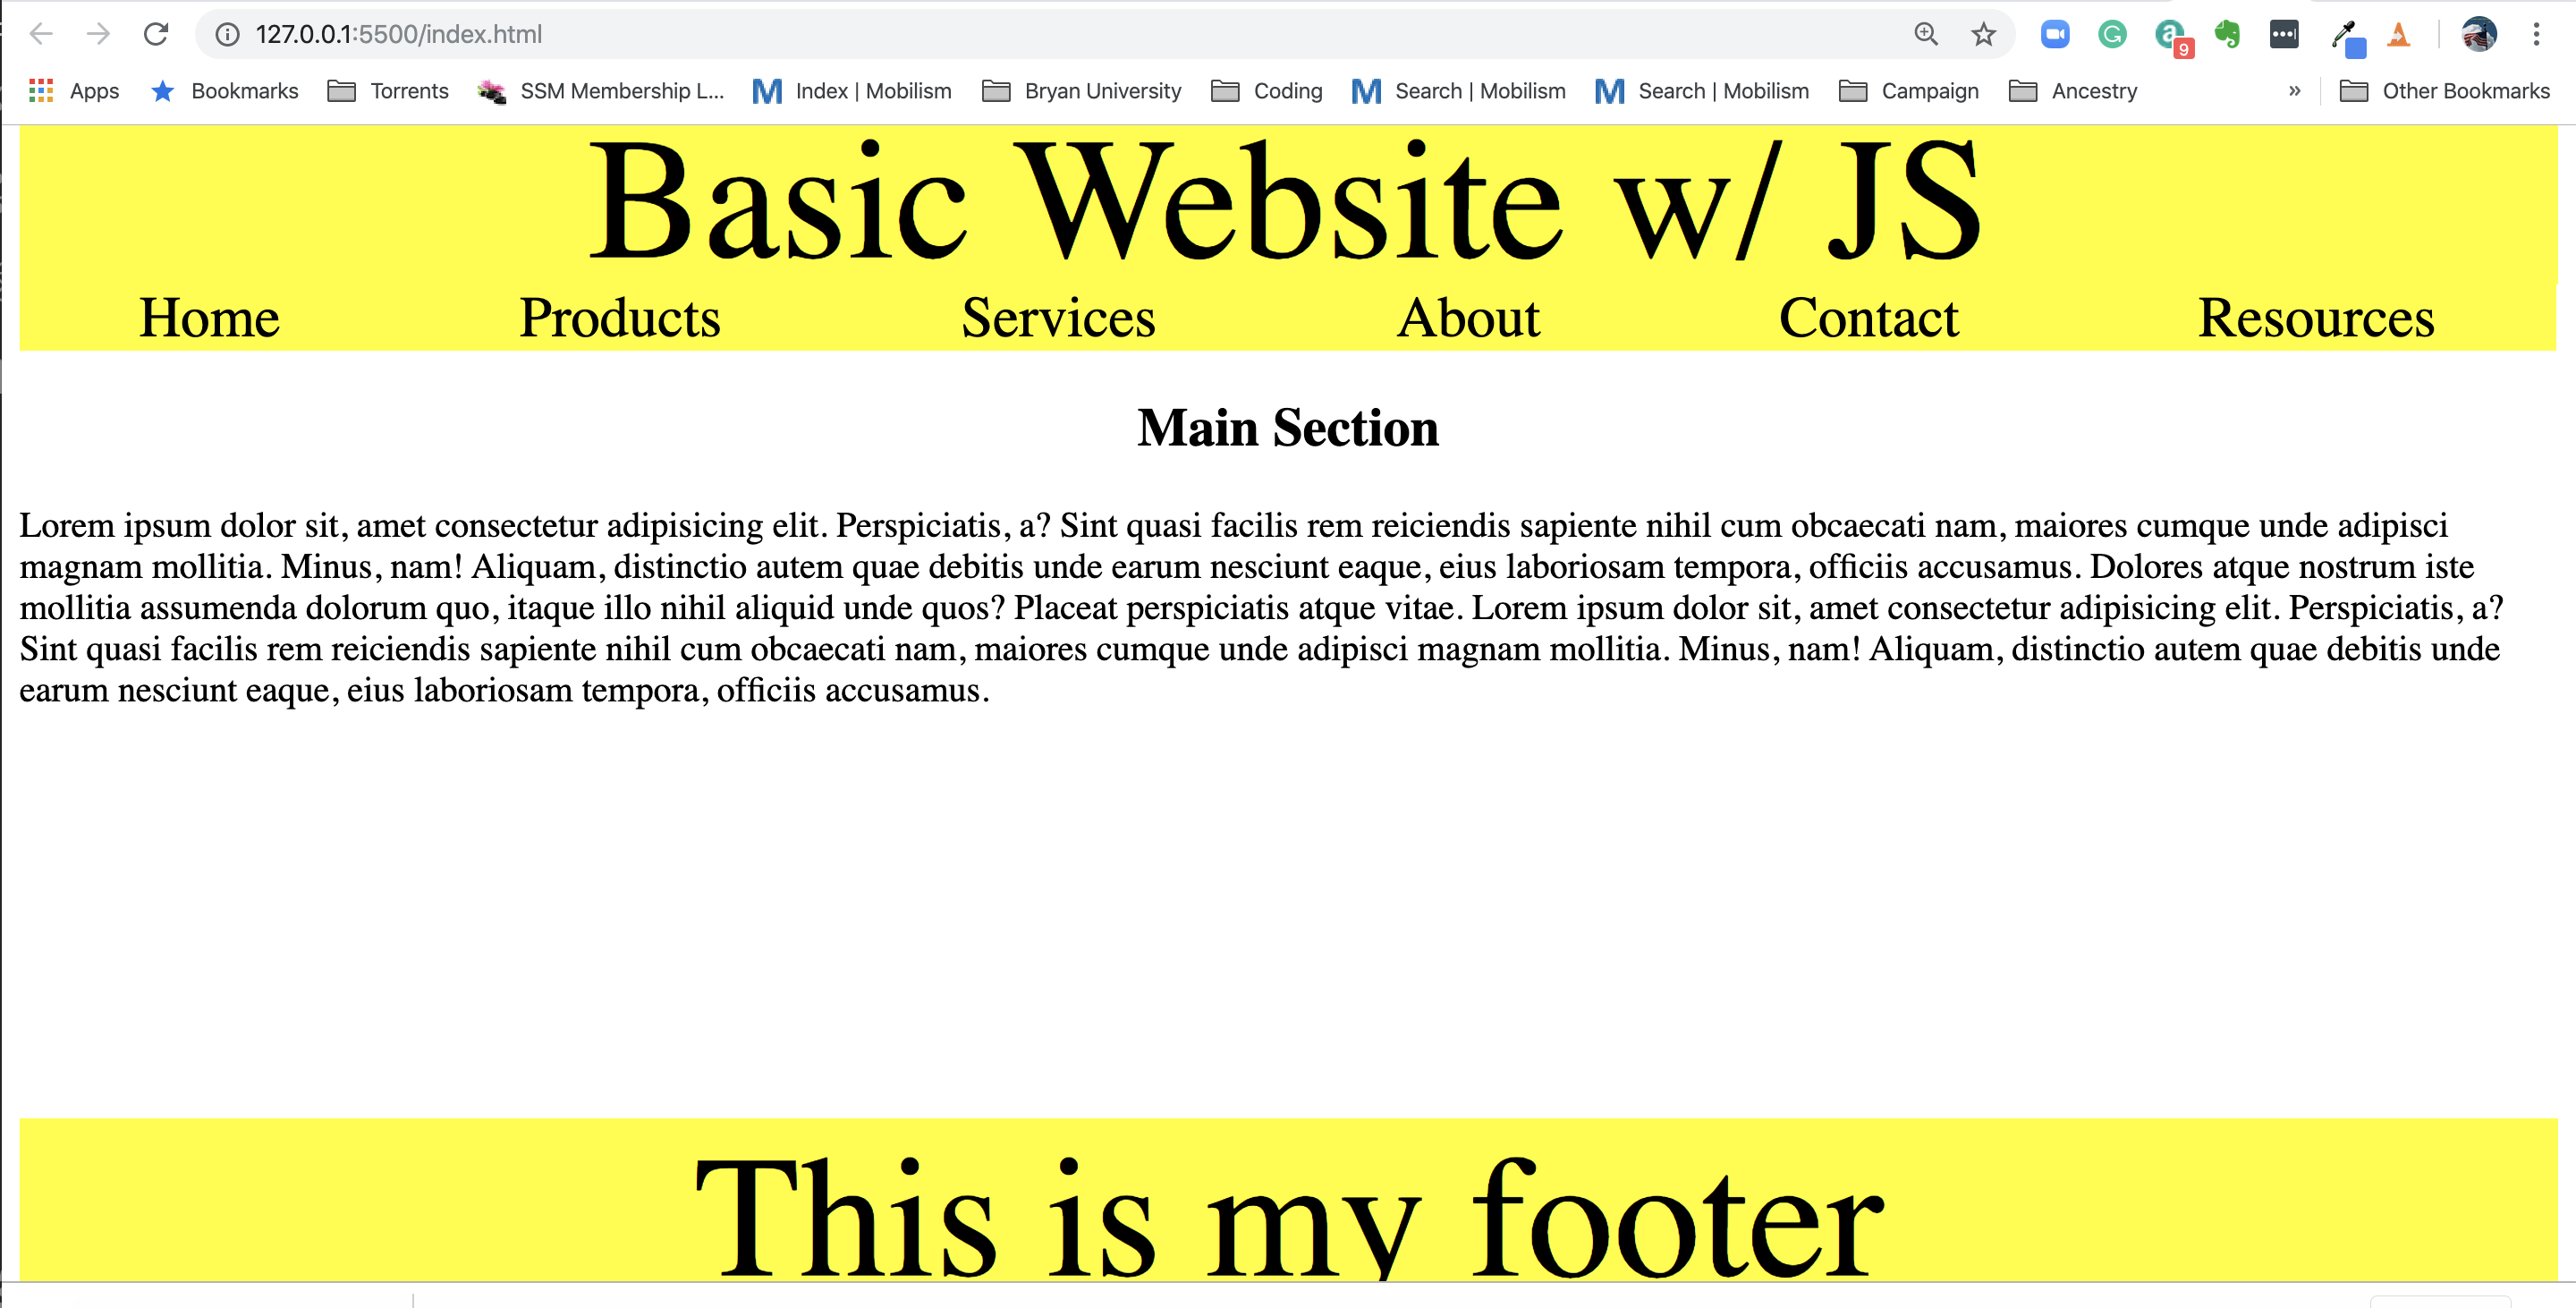 127.0.0.1:5500/index.html
9
Apps Bookmarks Torrents SSM Membership L... Index | Mobilism Bryan University Coding Search | Mobilism Search | Mobilism Campaign Ancestry » Other Bookmarks
Basic Website w/ JS
Home Products Services About Contact Resources
Main Section
Lorem ipsum dolor sit, amet consectetur adipisicing elit. Perspiciatis, a? Sint quasi facilis rem reiciendis sapiente nihil cum obcaecati nam, maiores cumque unde adipisci
magnam mollitia. Minus, nam! Aliquam, distinctio autem quae debitis unde earum nesciunt eaque, eius laboriosam tempora, officiis accusamus. Dolores atque nostrum iste
mollitia assumenda dolorum quo, itaque illo nihil aliquid unde quos? Placeat perspiciatis atque vitae. Lorem ipsum dolor sit, amet consectetur adipisicing elit. Perspiciatis, a?
Sint quasi facilis rem reiciendis sapiente nihil cum obcaecati nam, maiores cumque unde adipisci magnam mollitia. Minus, nam! Aliquam, distinctio autem quae debitis unde
earum nesciunt eaque, eius laboriosam tempora, officiis accusamus.
This is my footer